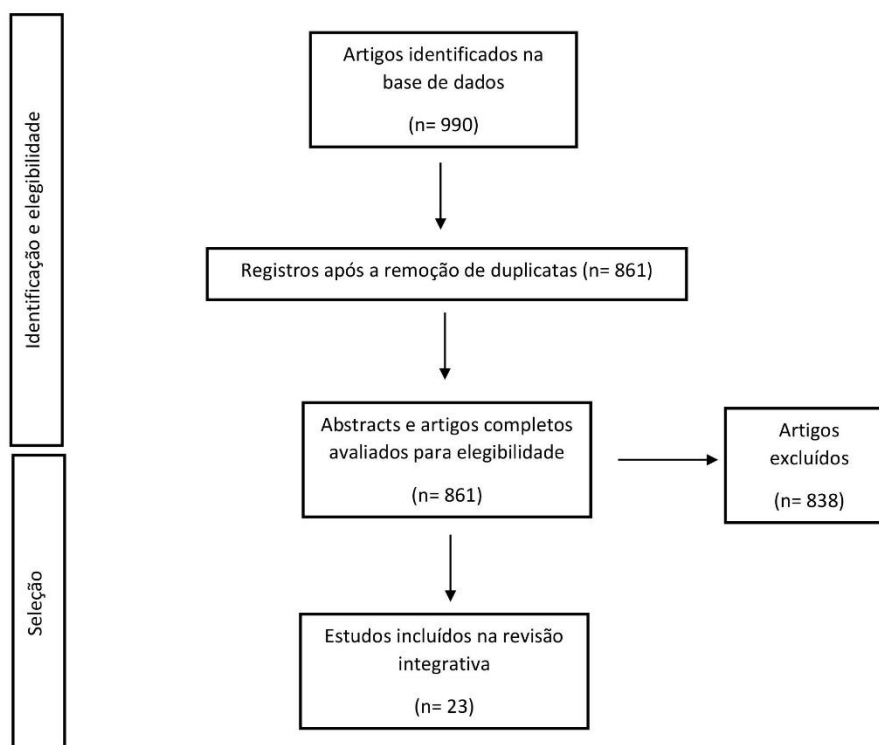 Identificação e elegibilidade
Artigos identificados na
base de dados
(n= 990)
Registros após a remoção de duplicatas (n= 861)
Abstracts e artigos completos
avaliados para elegibilidade
(n= 861)
Artigos
excluídos
(n= 838)
Seleção
Estudos incluídos na revisão
integrativa
(n= 23)